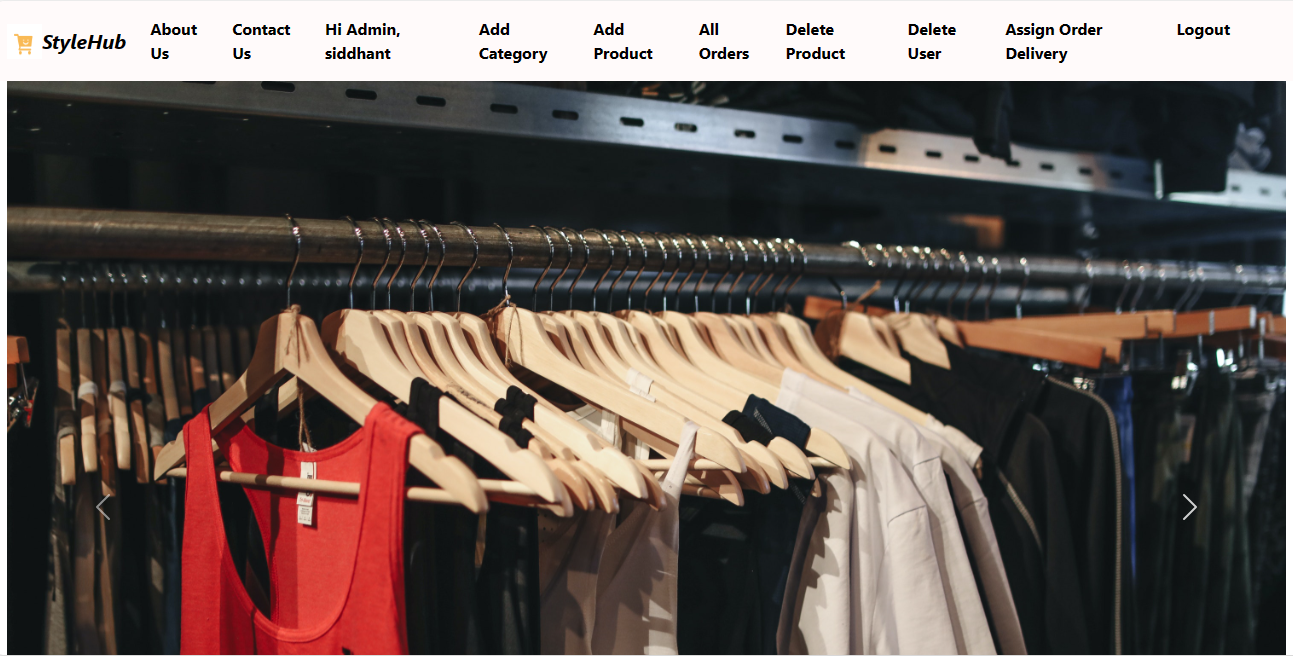 StyleHub
About Us
Contact Us
Hi Admin, siddhant
Add Category
Add Product
All Orders
Delete Product
Delete User
Assign Order Delivery
Logout